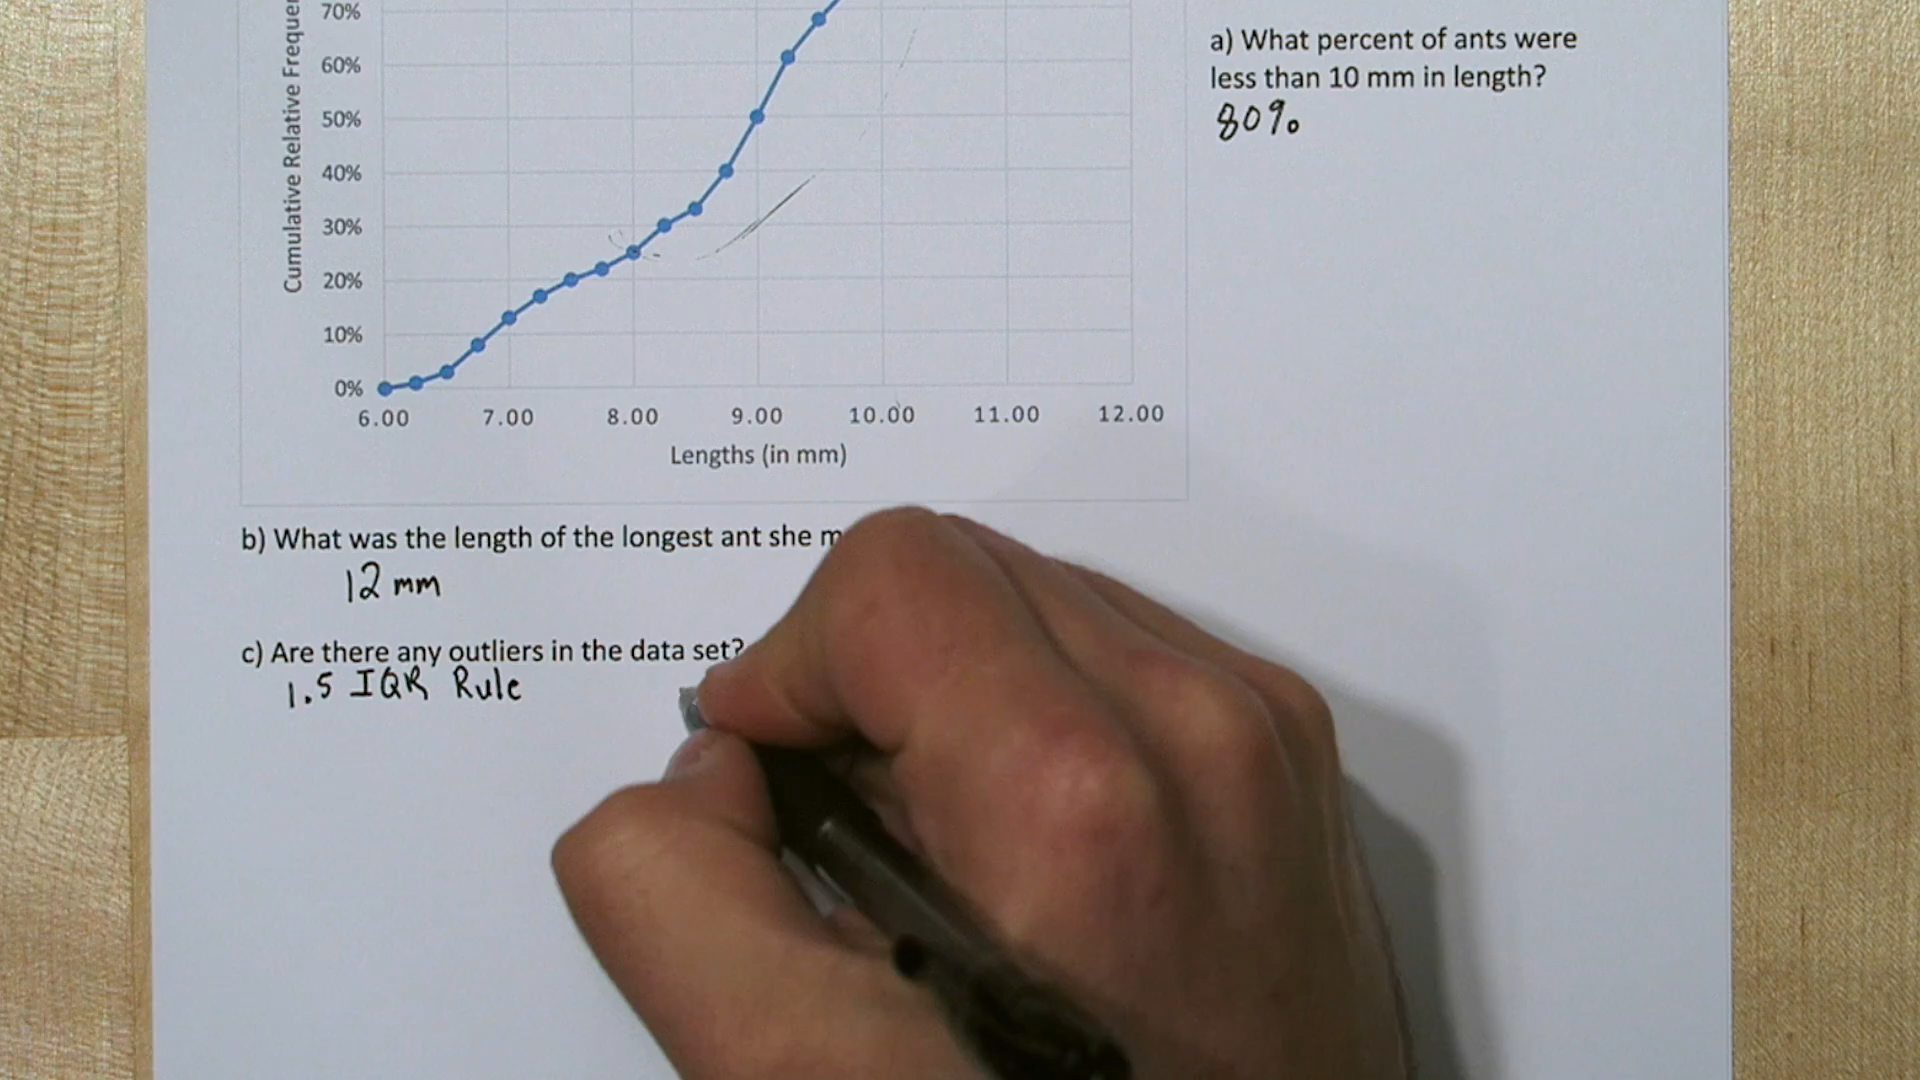 70%
60%
50%
40%
30%
20%
10%
0%
Cumulative Relative
6.00 7.00 8.00 9.00 10.00 11.00 12.00
Lengths (in mm)
a) What percent of ants were
less than 10 mm in length?
80%
b) What was the length of the longest ant she
12 mm
c) Are there any outliers in the data set?
1.5 IQR Rule